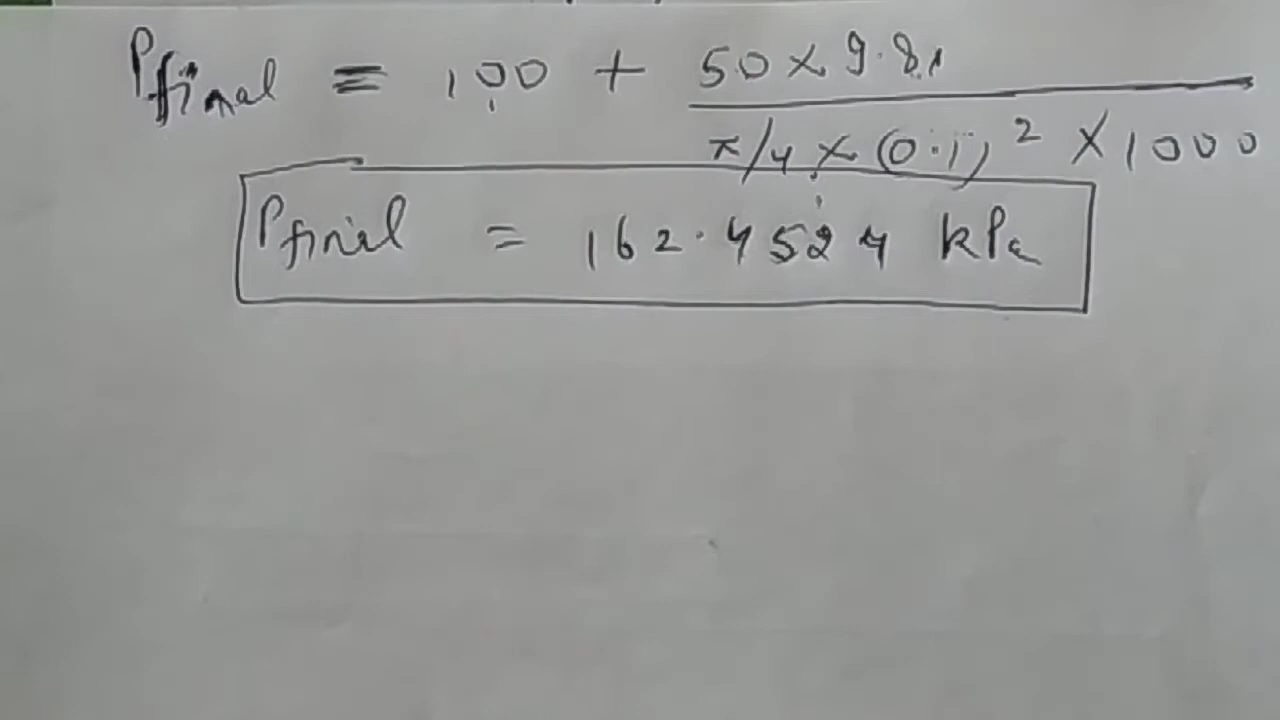 Pfinal = 100 + 50 × 9.81
π/4 × (0.1)² × 1000
Pfinal = 162.4524 kPa